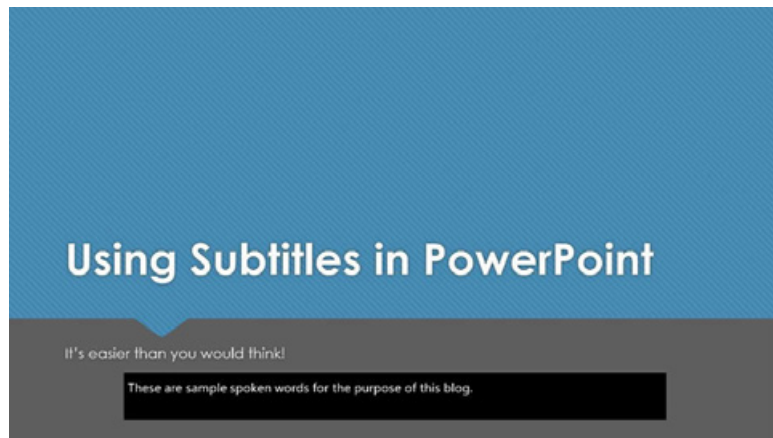 Using Subtitles in PowerPoint
It's easier than you would think!
These are sample spoken words for the purpose of this blog.